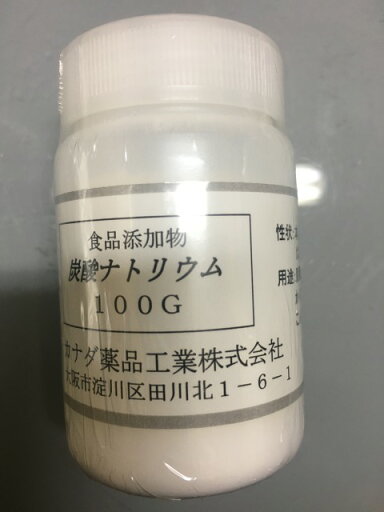 食品添加物
炭酸ナトリウム
100G
カナダ薬品工業株式会社
大阪市淀川区田川北1-6-1
性状:
用途: